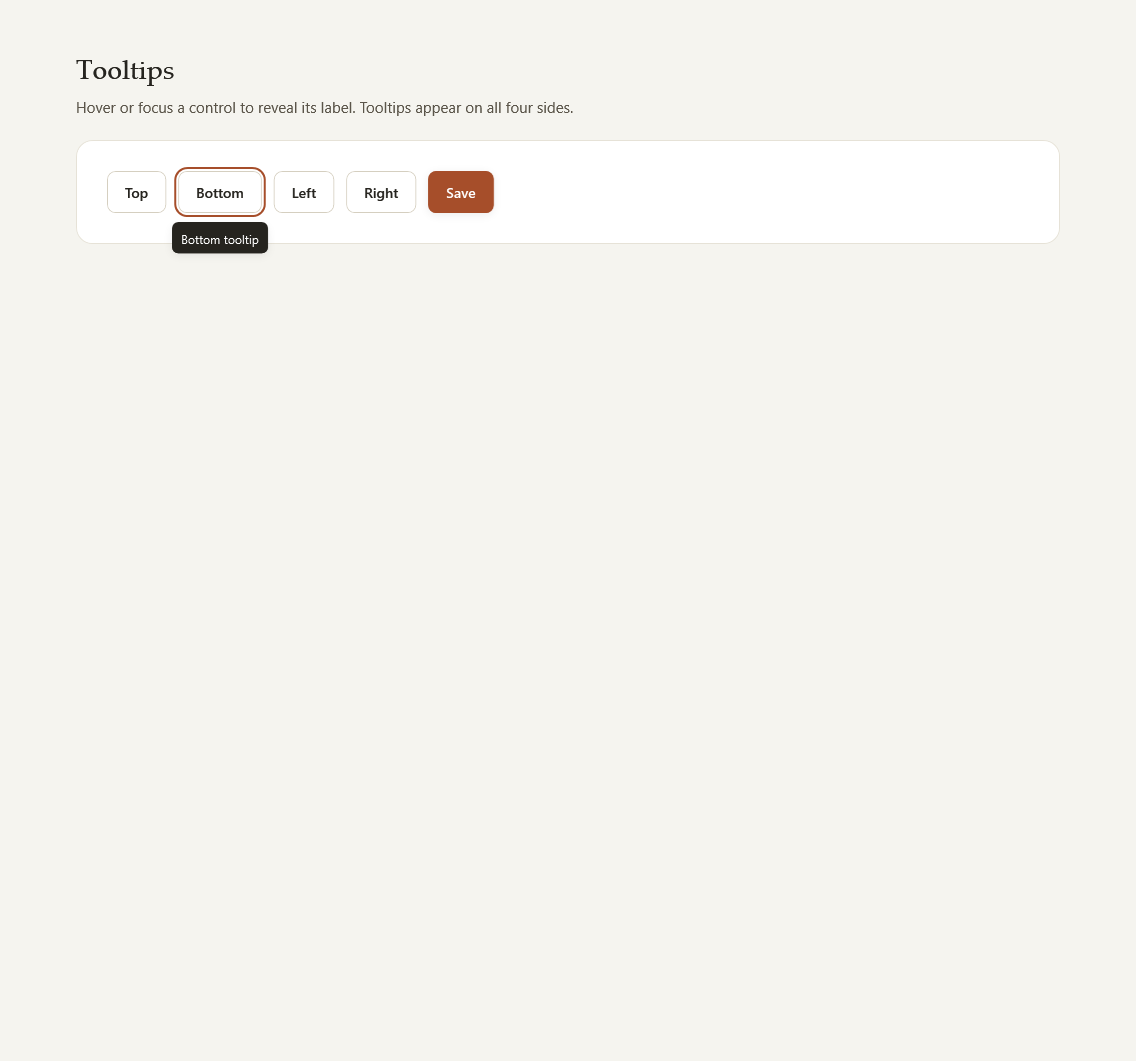 Tooltips
Hover or focus a control to reveal its label. Tooltips appear on all four sides.
Top Bottom Left Right Save
Bottom tooltip